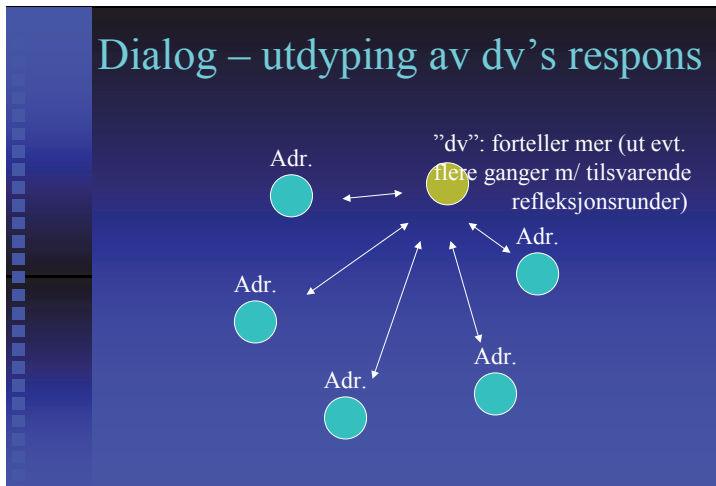 Dialog – utdyping av dv’s respons
”dv”: forteller mer (ut evt.
flere ganger m/ tilsvarende
refleksjonsrunder)
Adr.
Adr.
Adr.
Adr.
Adr.